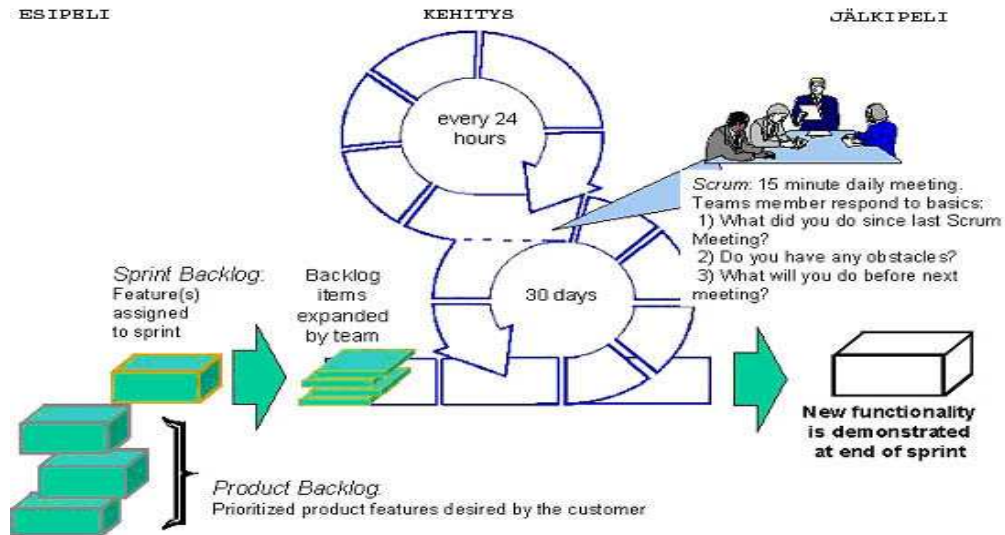 ESIPELI
KEHITYS
JÄLKIPELI
every 24
hours
Scrum: 15 minute daily meeting.
Teams member respond to basics:
1) What did you do since last Scrum
Meeting?
2) Do you have any obstacles?
3) What will you do before next
meeting?
Sprint Backlog:
Feature(s)
assigned
to sprint
Backlog
items
expanded
by team
30 days
New functionality
is demonstrated
at end of sprint
Product Backlog:
Prioritized product features desired by the customer